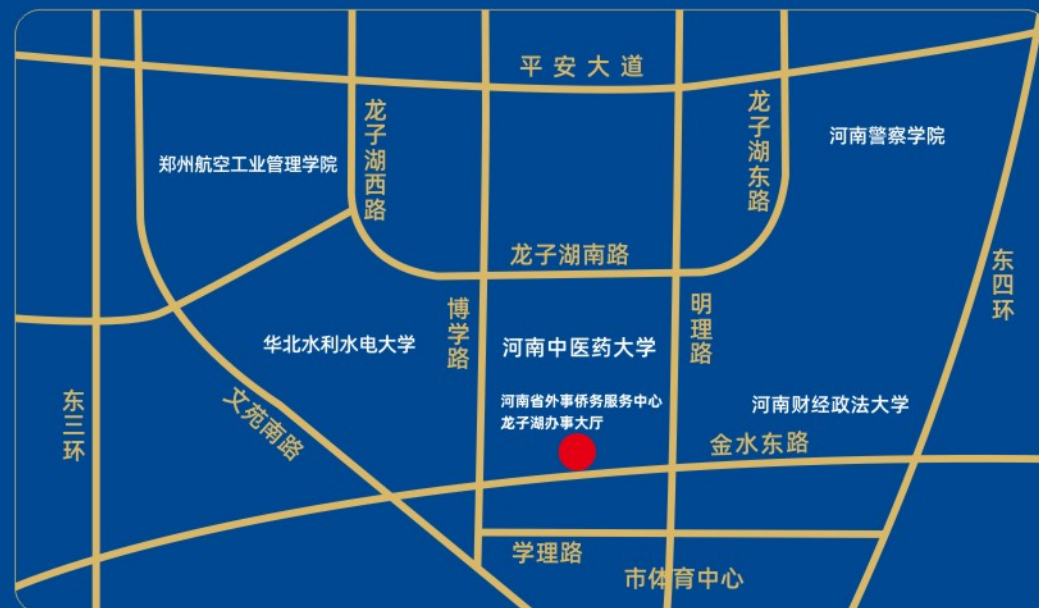 平安大道
龙子湖西路
龙子湖东路
河南警察学院
郑州航空工业管理学院
龙子湖南路
东四环
博学路
明理路
华北水利水电大学
河南中医药大学
东三环
文苑南路
河南省外事侨务服务中心
龙子湖办事大厅
河南财经政法大学
金水东路
学理路
市体育中心